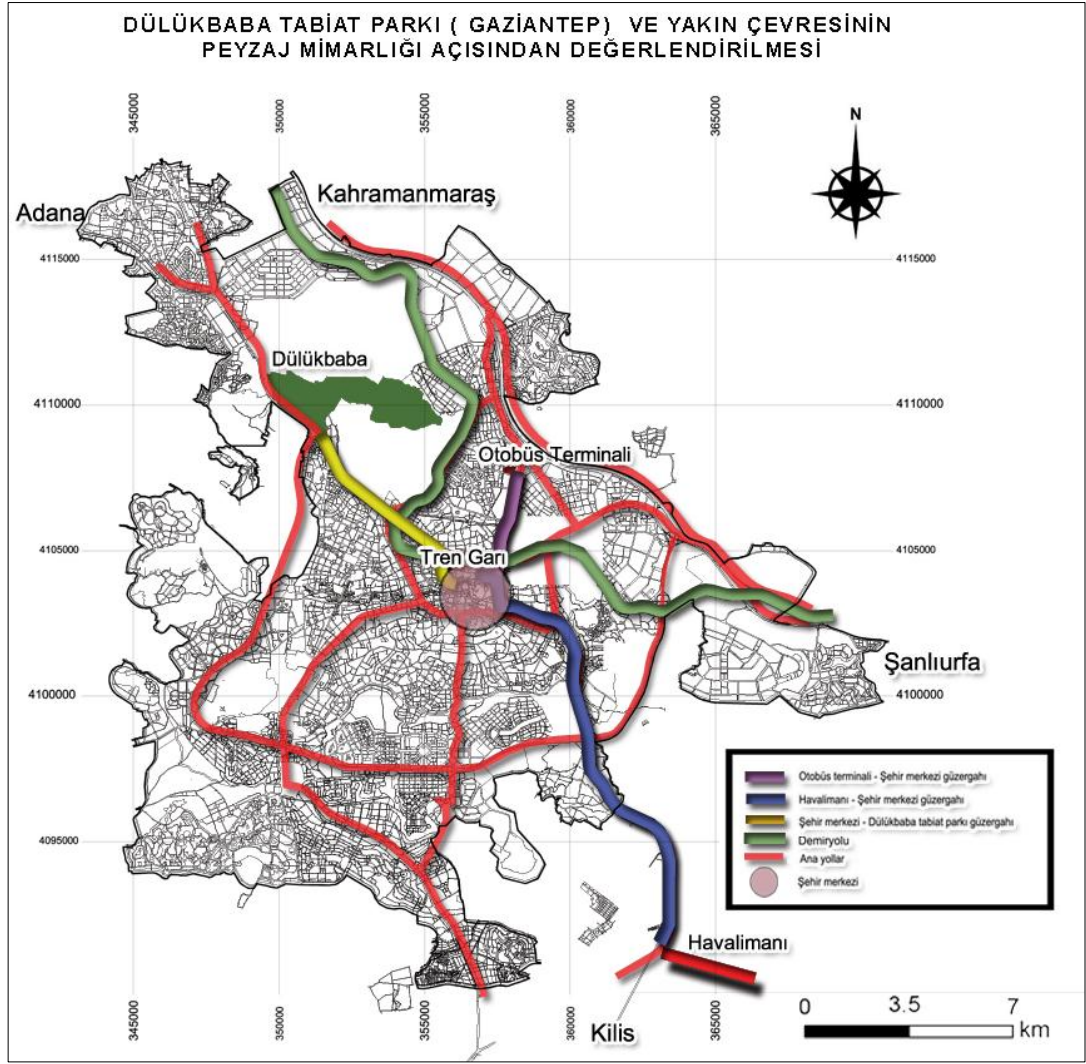 DÜLÜKBABA TABİAT PARKI ( GAZİANTEP) VE YAKIN ÇEVRESİNİN
PEYZAJ MİMARLIĞI AÇISINDAN DEĞERLENDİRİLMESİ
345000
350000
355000
360000
365000
N
Kahramanmaraş
Adana
4115000
4115000
Dülükbaba
4110000
4110000
Otobüs Terminali
4105000
4105000
Tren Garı
Şanlıurfa
4100000
4100000
Otobüs terminali - Şehir merkezi güzergahı
Havalimanı - Şehir merkezi güzergahı
Şehir merkezi - Dülükbaba tabiat parkı güzergahı
Demiryolu
Ana yollar
Şehir merkezi
4095000
Havalimanı
Kilis
345000
350000
355000
360000
365000
0 3.5 7
km